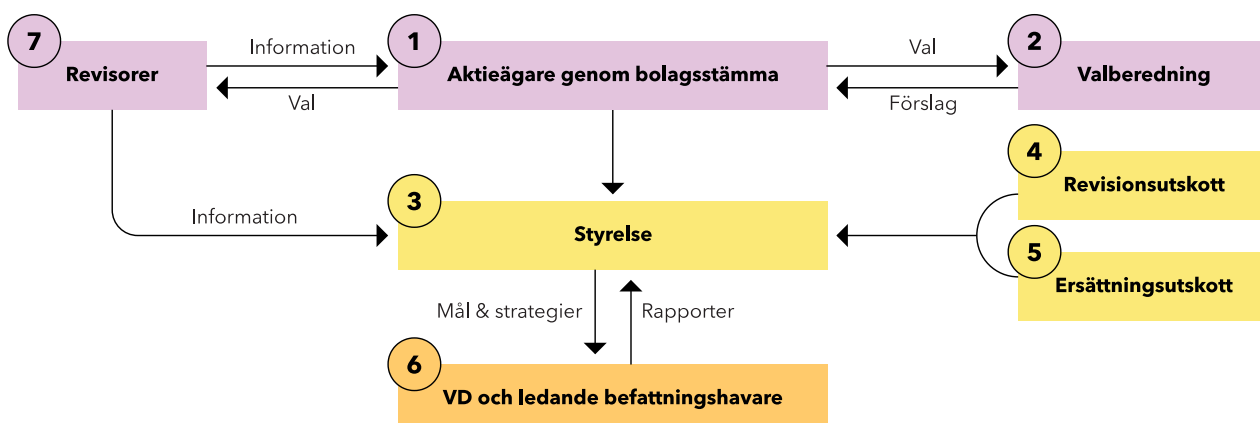 7
Revisorer
Information
Val
1
Aktieägare genom bolagsstämma
Val
Förslag
2
Valberedning
4
Revisionsutskott
3
Styrelse
Information
5
Ersättningsutskott
Mål & strategier
Rapporter
6
VD och ledande befattningshavare